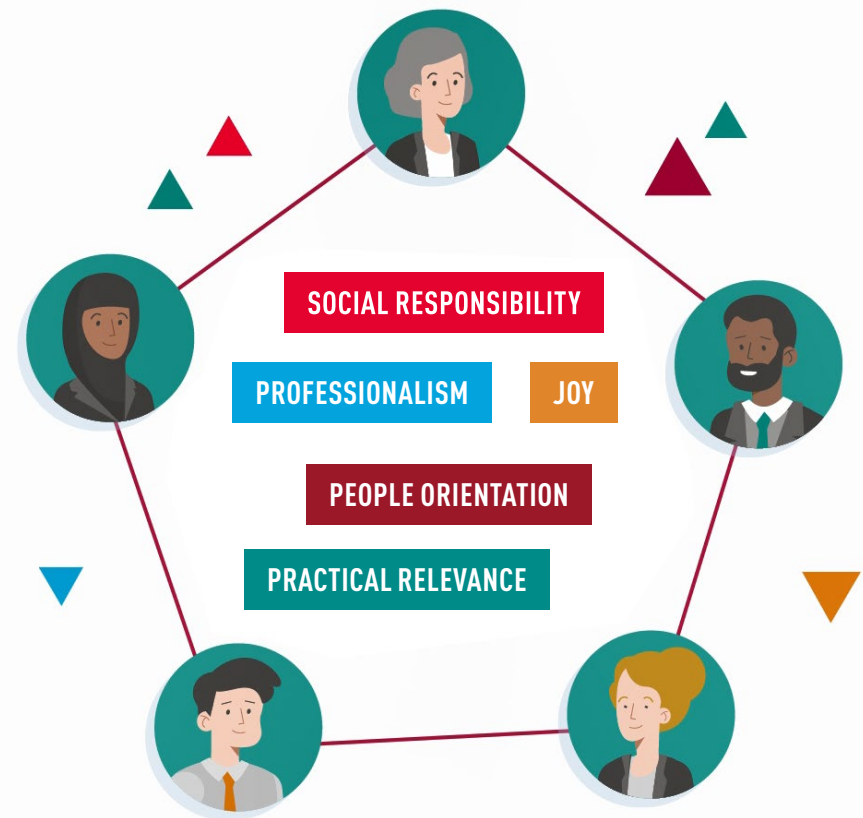 SOCIAL RESPONSIBILITY
PROFESSIONALISM
JOY
PEOPLE ORIENTATION
PRACTICAL RELEVANCE